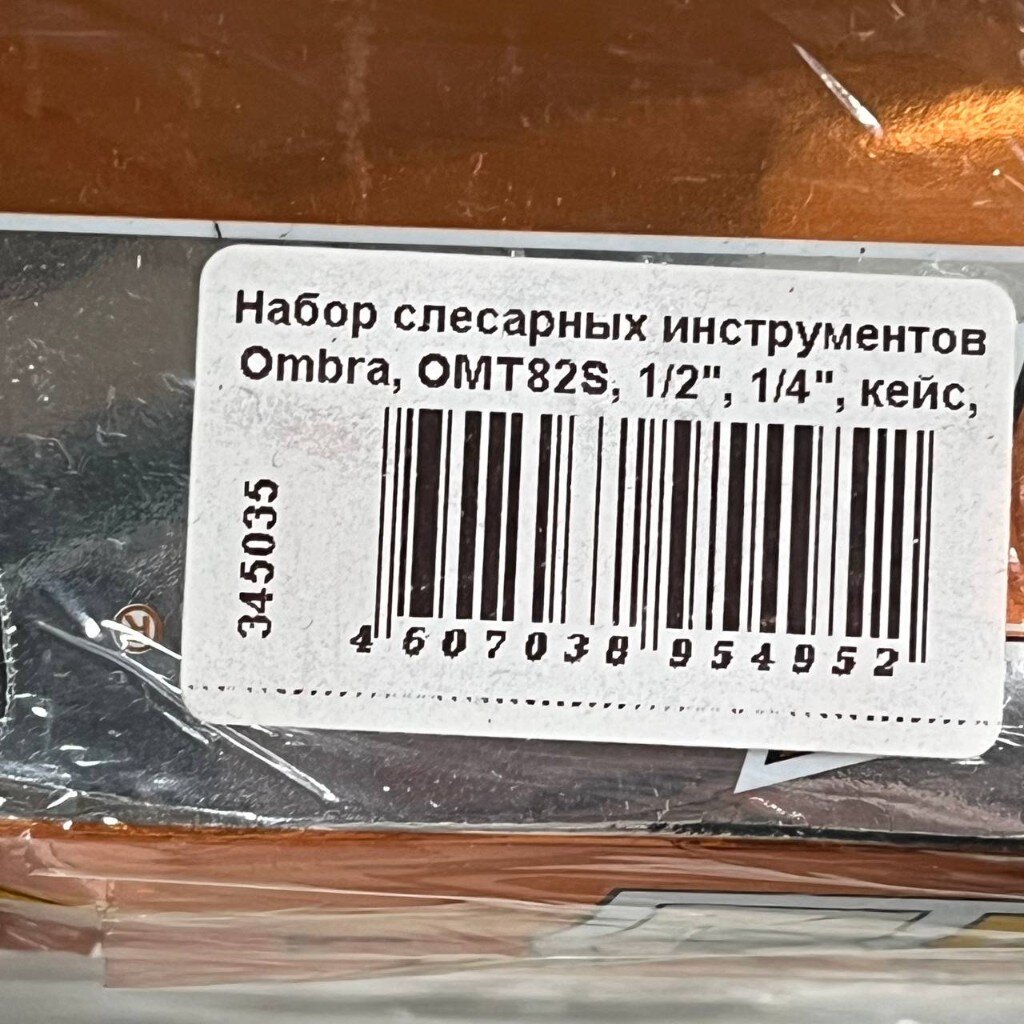 Набор слесарных инструментов
Ombra, OMT82S, 1/2", 1/4", кейс,
345035
4 607038 954952